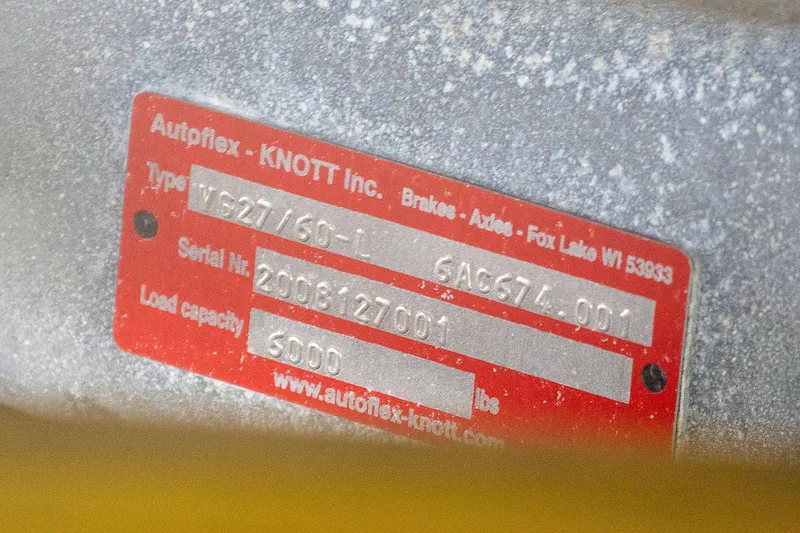 Autoflex - KNOTT Inc. Brakes - Axles - Fox Lake WI 53933
Type VG27/60-L 6AC674.001
Serial Nr. 2008127001
Load capacity 6000 lbs
www.autoflex-knott.com